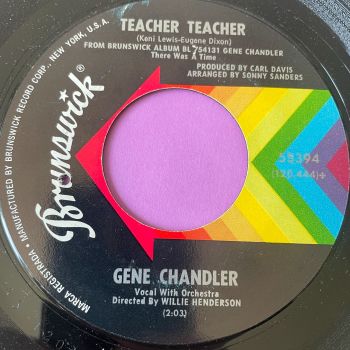 TEACHER TEACHER
(Keni Lewis-Eugene Dixon)
FROM BRUNSWICK ALBUM BL 754131 GENE CHANDLER
There Was A Time
PRODUCED BY CARL DAVIS
ARRANGED BY SONNY SANDERS
Brunswick
55394
(120,444)+
GENE CHANDLER
Vocal With Orchestra
Directed By WILLIE HENDERSON
(2:03)
MARCA REGISTRADA • MANUFACTURED BY BRUNSWICK RECORD CORP. • NEW YORK, U.S.A.